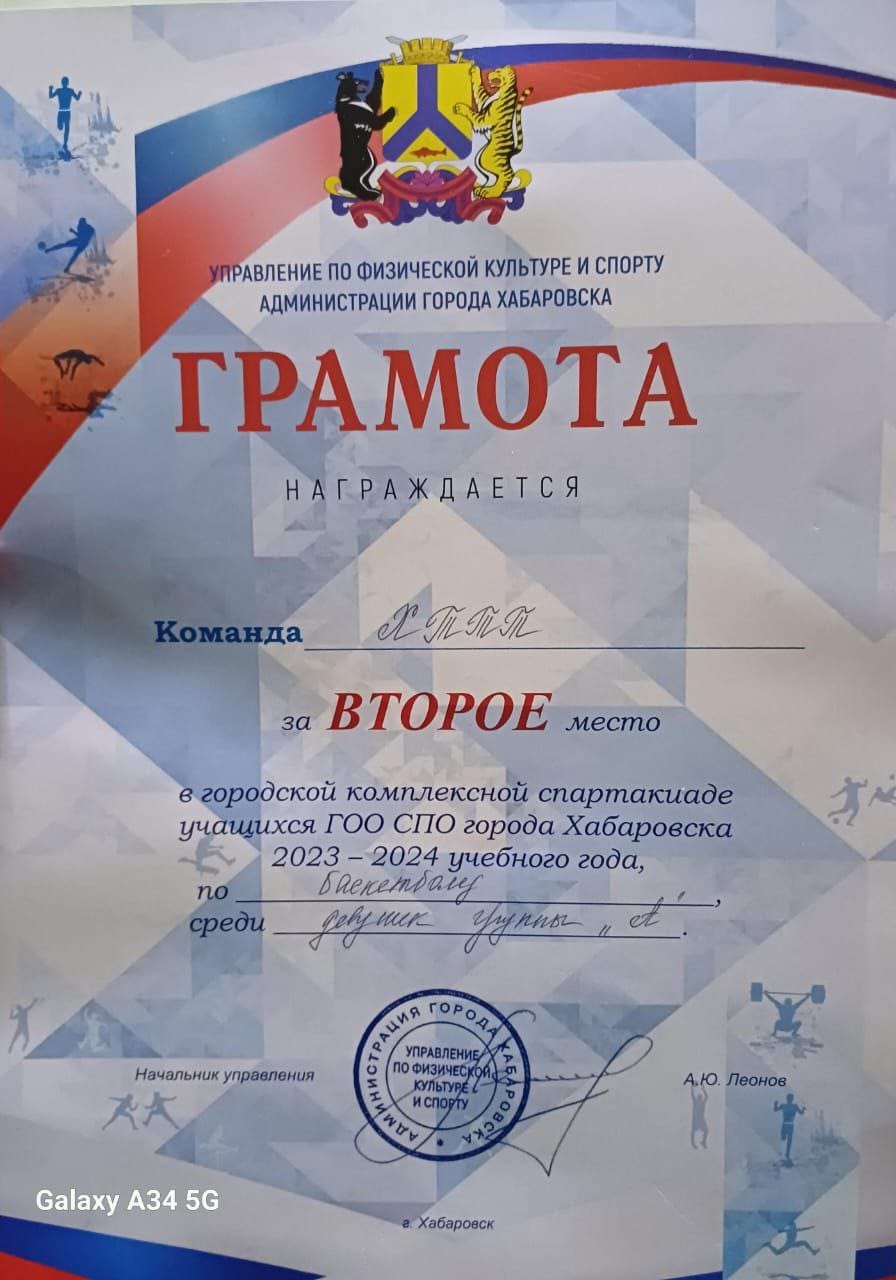 УПРАВЛЕНИЕ ПО ФИЗИЧЕСКОЙ КУЛЬТУРЕ И СПОРТУ
АДМИНИСТРАЦИИ ГОРОДА ХАБАРОВСКА
ГРАМОТА
НАГРАЖДАЕТСЯ
Команда ХТПТ
за ВТОРОЕ место
в городской комплексной спартакиаде
учащихся ГОО СПО города Хабаровска
2023 – 2024 учебного года,
по баскетболу,
среди девушек группы „А".
АДМИНИСТРАЦИЯ ГОРОДА ХАБАРОВСКА
УПРАВЛЕНИЕ
ПО ФИЗИЧЕСКОЙ
КУЛЬТУРЕ
И СПОРТУ
Начальник управления
А.Ю. Леонов
Galaxy A34 5G
г. Хабаровск